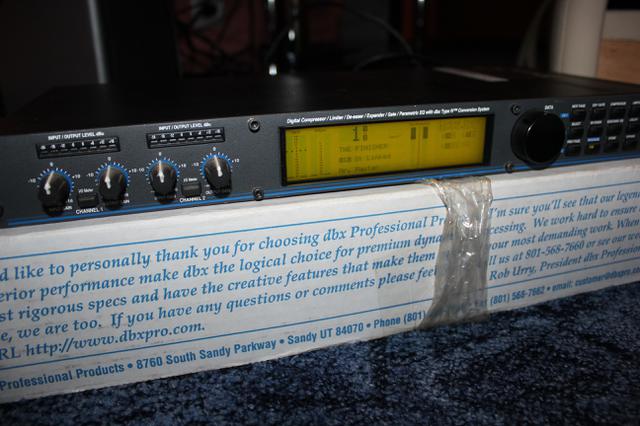 Digital Compressor / Limiter / De-esser / Expander / Gate / Parametric EQ with dbx Type IV™ Conversion System
INPUT / OUTPUT LEVEL dBu
INPUT / OUTPUT LEVEL dBu
DATA
THE FINISHER
CHANNEL 1
CHANNEL 2
d like to personally thank you for choosing dbx Professional Pr
cessing. We work hard to ensure
I'm sure you'll see that our legen
erior performance make dbx the logical choice for premium dyna
your most demanding work. When
st rigorous specs and have the creative features that make them
ll us at 801-568-7660 or see our
e, we are too. If you have any questions or comments please feel
Rob Urry, President dbx Profession
RL http://www.dbxpro.com.
Professional Products • 8760 South Sandy Parkway • Sandy UT 84070 • Phone (801)
(801) 568-7662 • email: